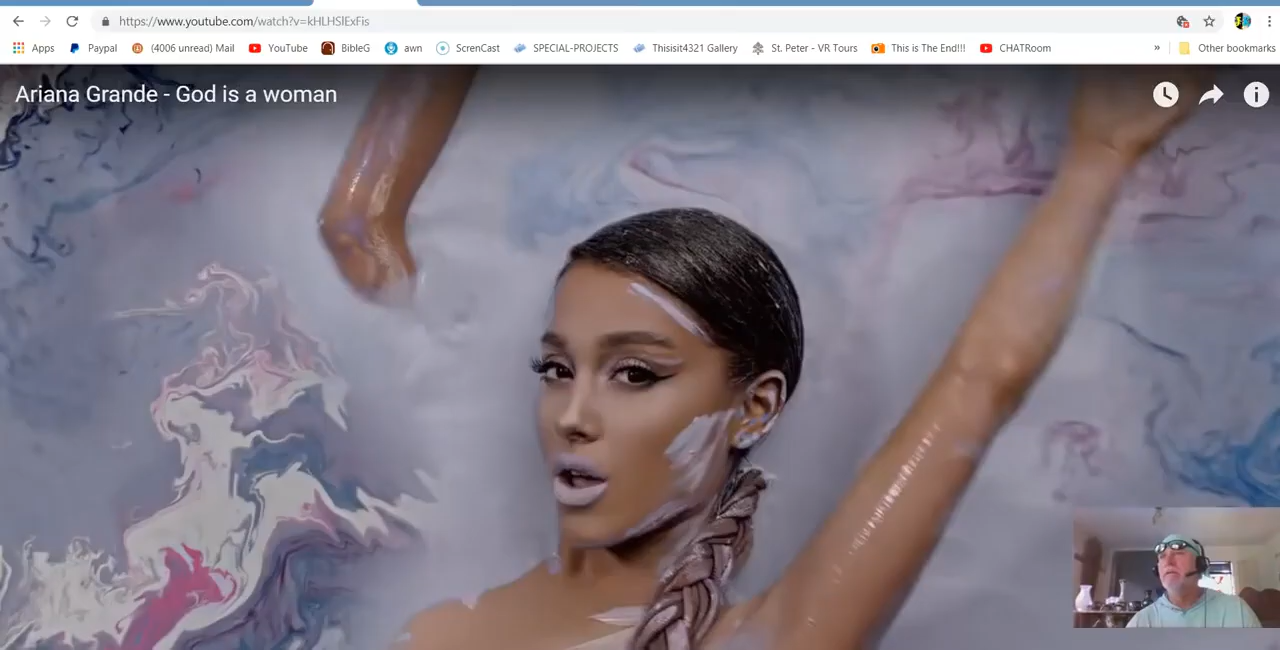 https://www.youtube.com/watch?v=kHLHSlExFis
Apps Paypal (4006 unread) Mail YouTube BibleG awn ScrenCast SPECIAL-PROJECTS Thisisit4321 Gallery St. Peter - VR Tours This is The End!!! CHATRoom » Other bookmarks
Ariana Grande - God is a woman